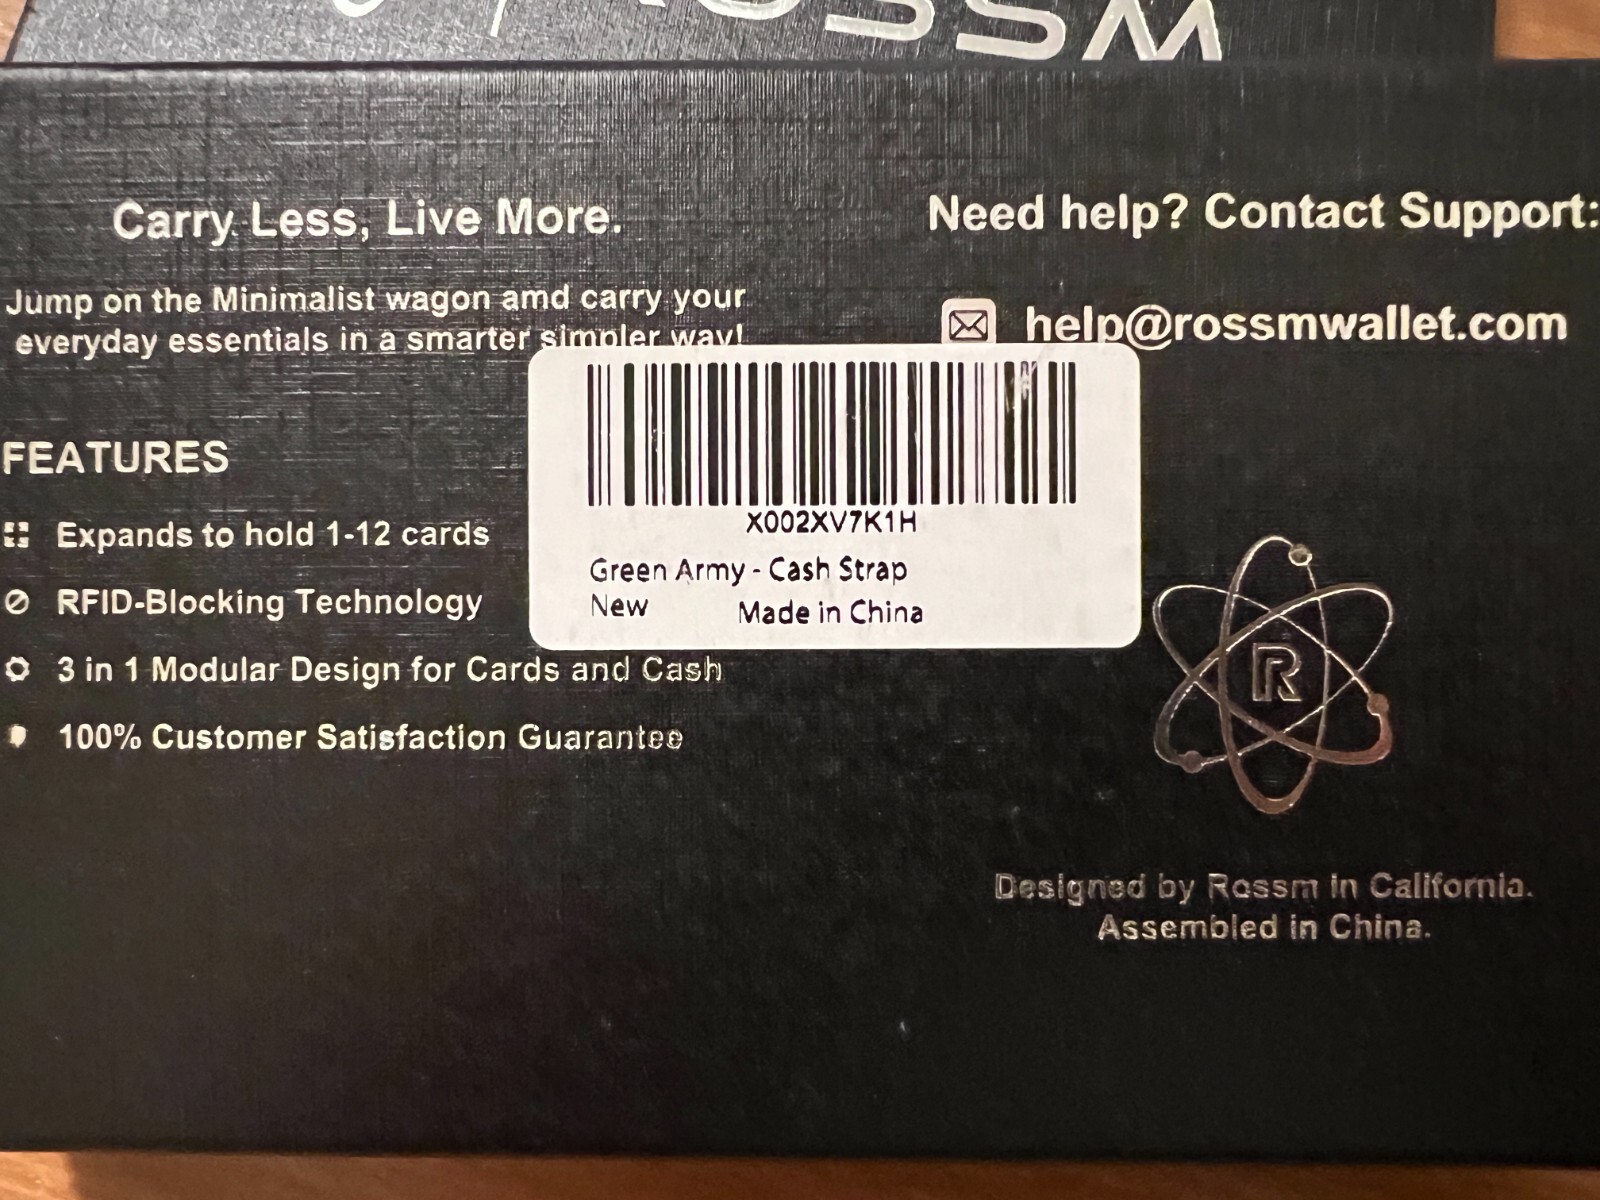 ROSSM
Carry Less, Live More.
Jump on the Minimalist wagon amd carry your
everyday essentials in a smarter simpler way!
FEATURES
Expands to hold 1-12 cards
RFID-Blocking Technology
3 in 1 Modular Design for Cards and Cash
100% Customer Satisfaction Guarantee
Need help? Contact Support:
help@rossmwallet.com
X002XV7K1H
Green Army - Cash Strap
New Made in China
R
Designed by Rossm in California.
Assembled in China.